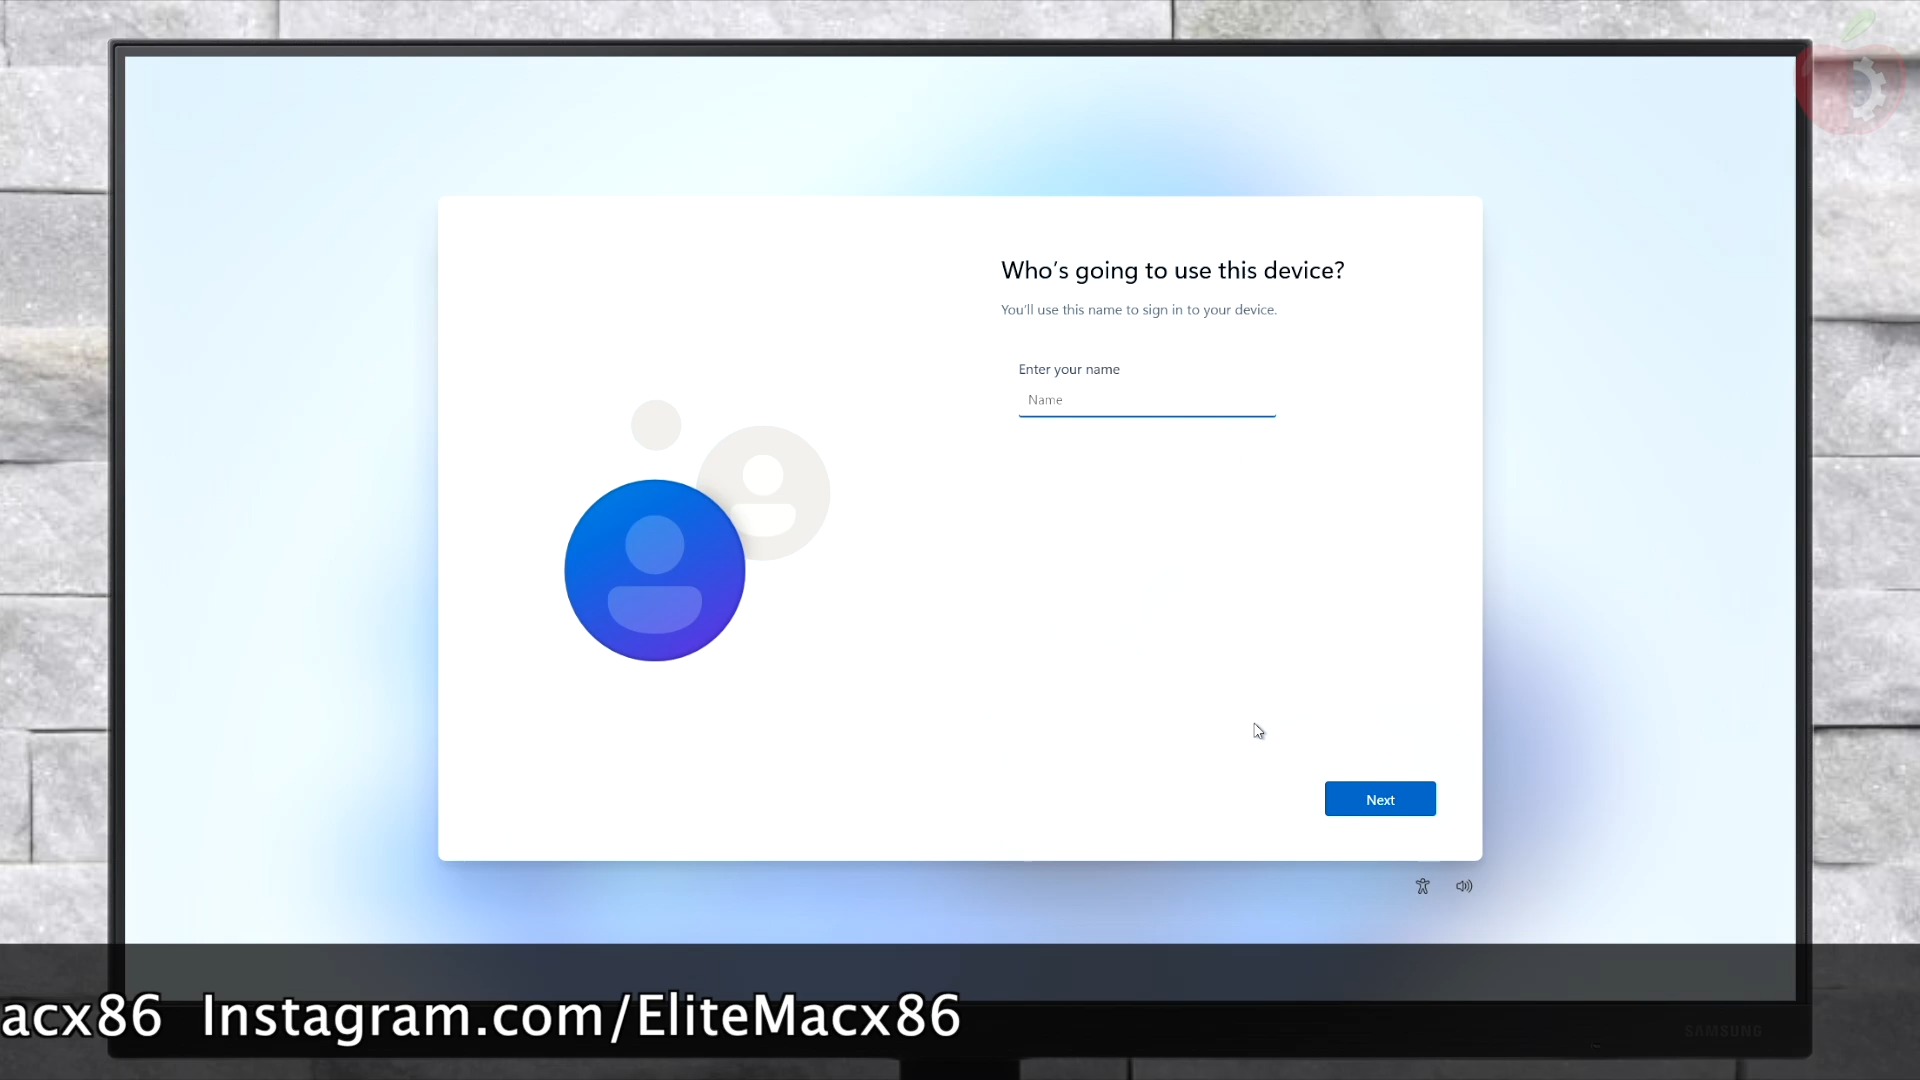 Who's going to use this device?
You'll use this name to sign in to your device.
Enter your name
Name
Next
SAMSUNG
acx86 Instagram.com/EliteMacx86